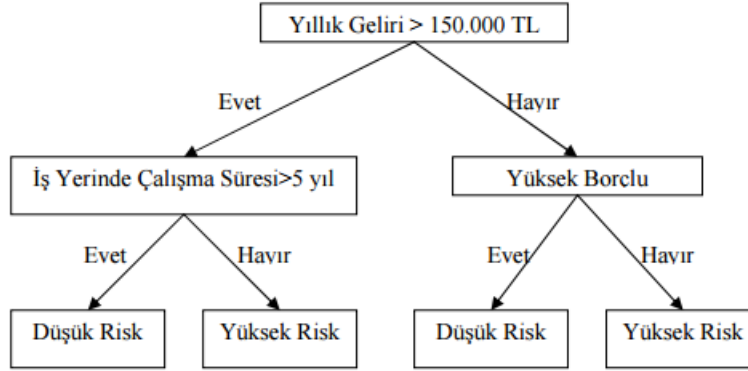 Yıllık Geliri > 150.000 TL
Evet
Hayır
İş Yerinde Çalışma Süresi>5 yıl
Yüksek Borçlu
Evet
Hayır
Evet
Hayır
Düşük Risk
Yüksek Risk
Düşük Risk
Yüksek Risk